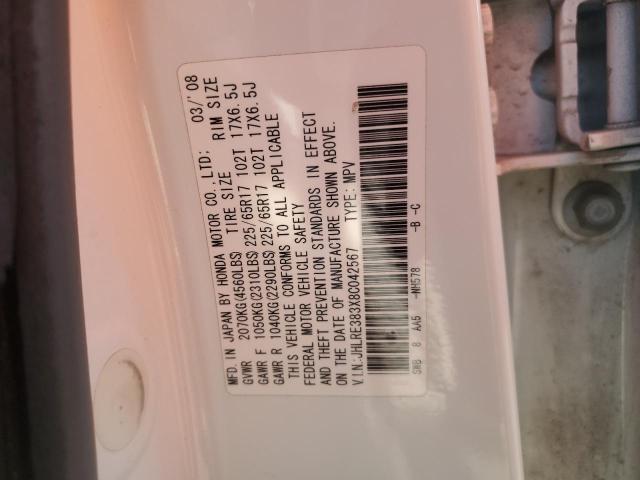 MFD. IN JAPAN BY HONDA MOTOR CO., LTD: 03/'08
GVWR 2070KG(4560LBS) TIRE SIZE RIM SIZE
GAWR F 1050KG(2310LBS) 225/65R17 102T 17X6.5J
GAWR R 1040KG(2290LBS) 225/65R17 102T 17X6.5J
THIS VEHICLE CONFORMS TO ALL APPLICABLE
FEDERAL MOTOR VEHICLE SAFETY
AND THEFT PREVENTION STANDARDS IN EFFECT
ON THE DATE OF MANUFACTURE SHOWN ABOVE.
V.I.N.:JHLRE383X8C042567 TYPE: MPV
SWB 8 AA5 -NH578 -B -C